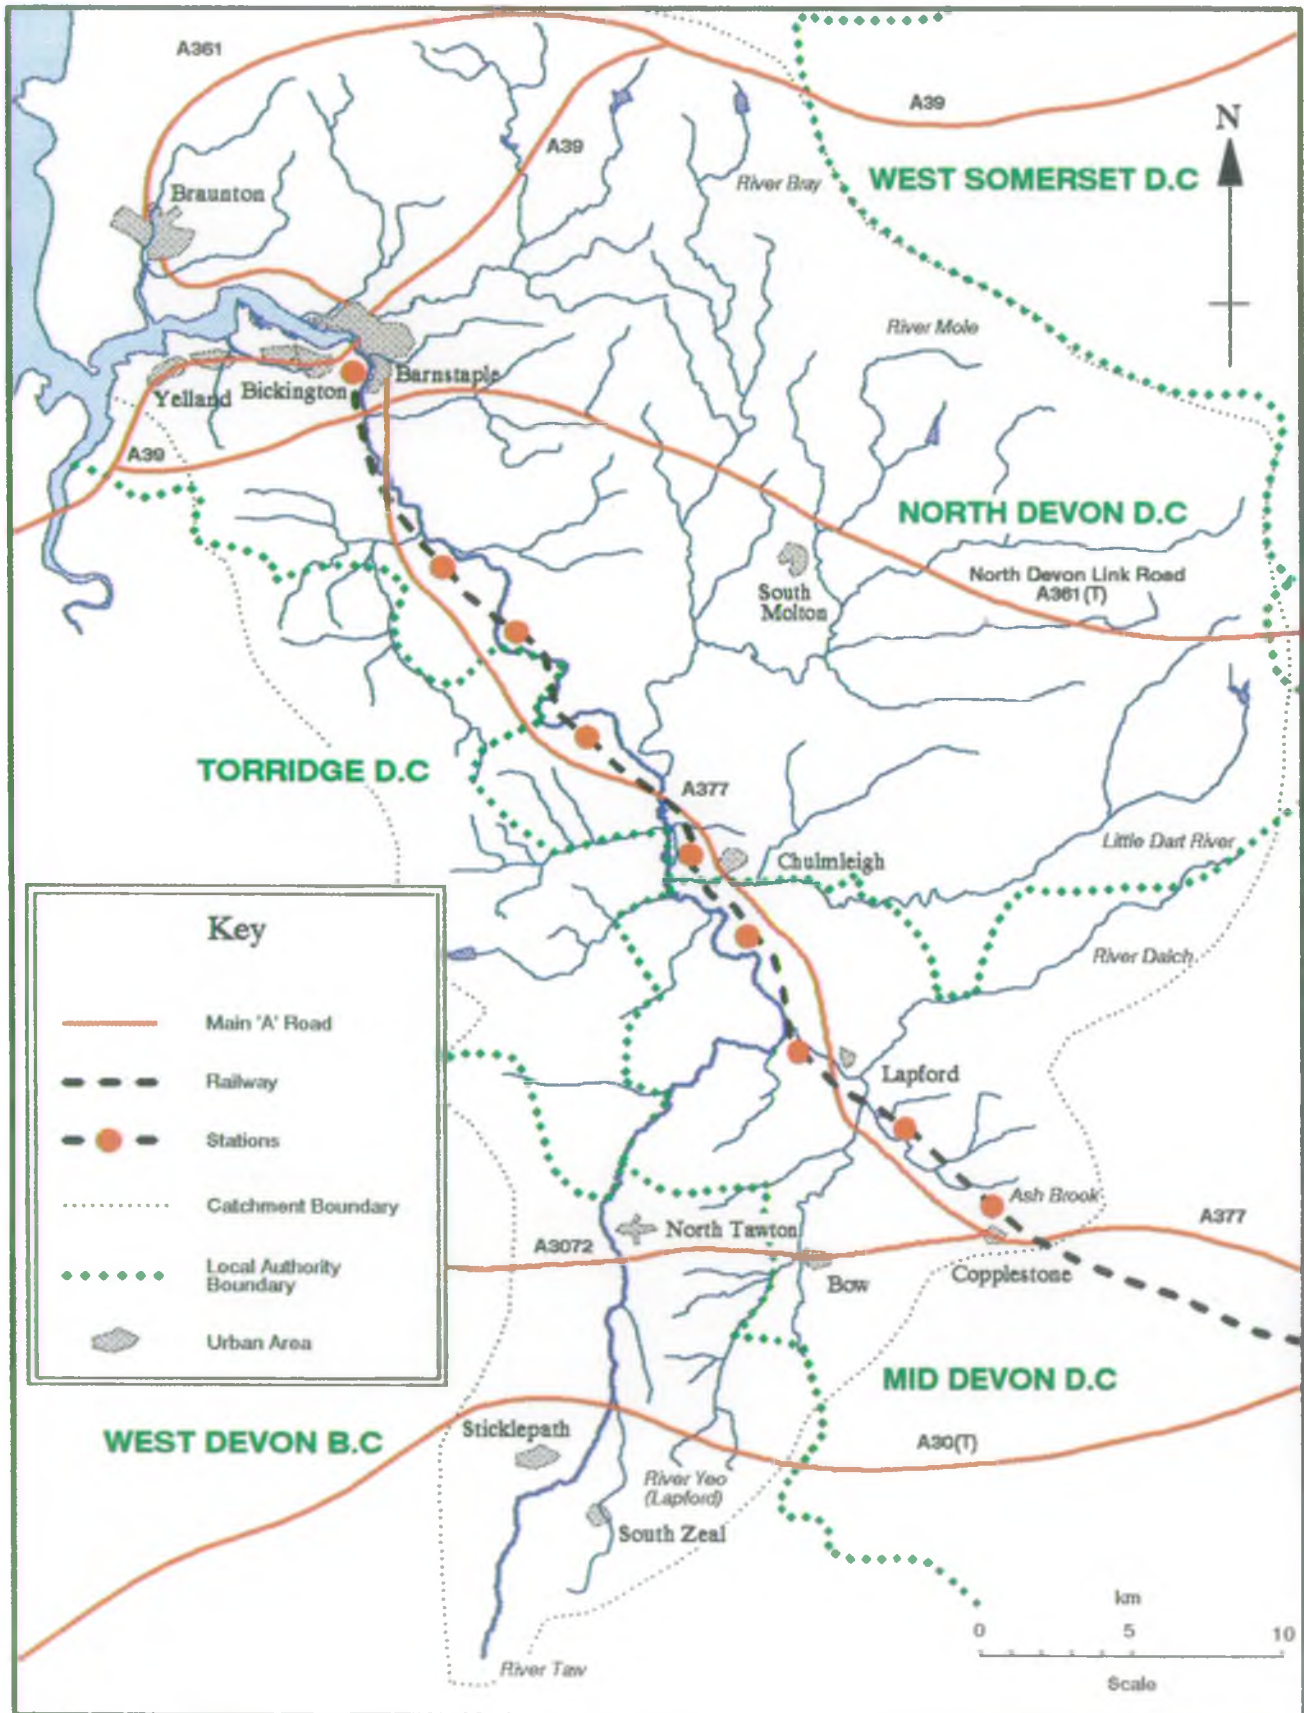 A361
A39
N
A39
River Bray
WEST SOMERSET D.C
Braunton
River Mole
Barnstaple
Yelland
Bickington
A39
NORTH DEVON D.C
North Devon Link Road
A361(T)
South
Molton
TORRIDGE D.C
A377
Little Dart River
Chulmleigh
Key
River Dalch
Main 'A' Road
Lapford
Railway
Stations
Ash Brook
Catchment Boundary
A377
North Tawton
A3072
Local Authority
Boundary
Copplestone
Bow
Urban Area
MID DEVON D.C
Sticklepath
WEST DEVON B.C
A30(T)
River Yeo
(Lapford)
South Zeal
km
0 5 10
River Taw
Scale